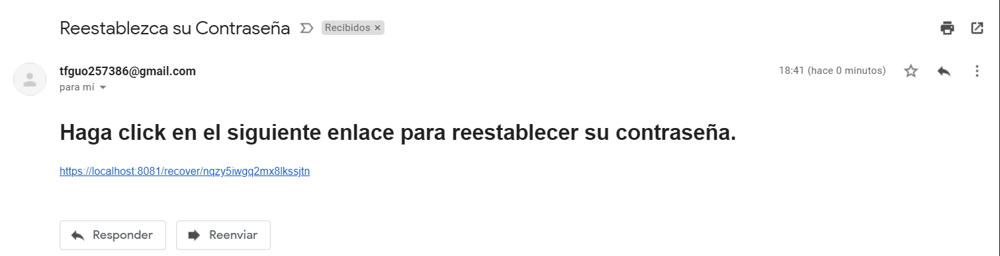 Reestablezca su Contraseña Recibidos ×
tfguo257386@gmail.com 18:41 (hace 0 minutos)
para mí
Haga click en el siguiente enlace para reestablecer su contraseña.
https://localhost:8081/recover/nqzy5iwgq2mx8lkssjtn
Responder Reenviar